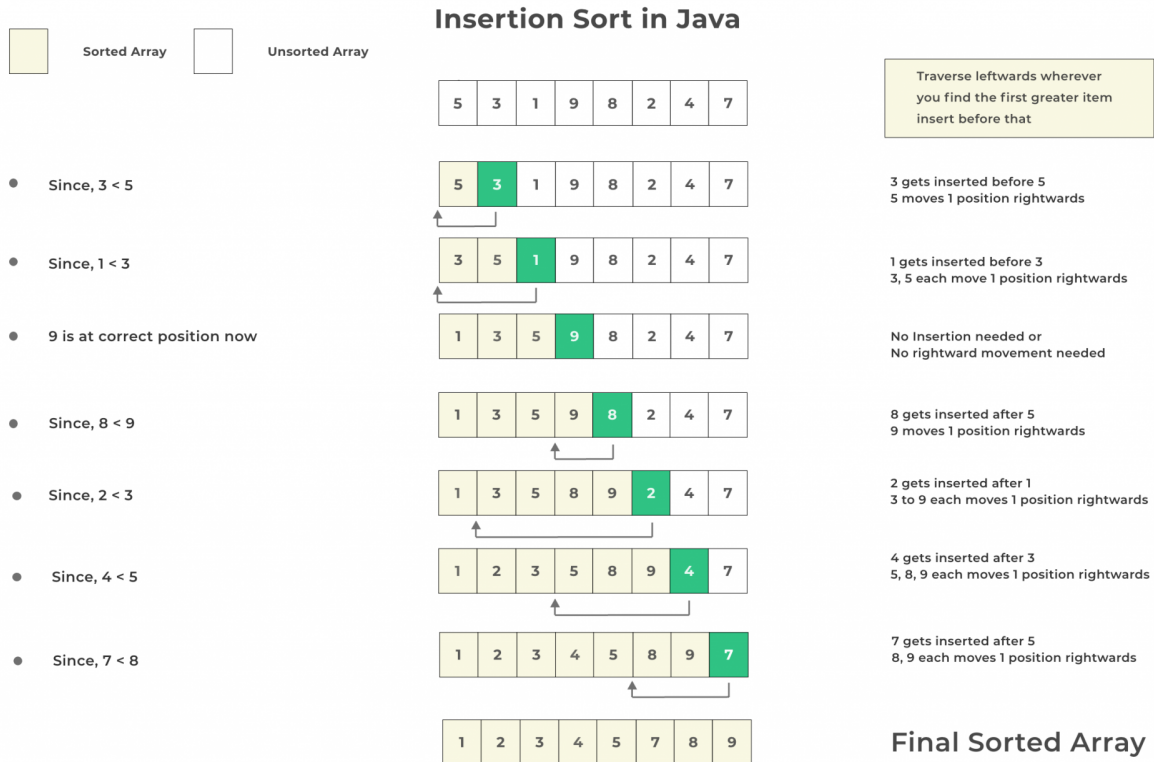 Insertion Sort in Java
Sorted Array
Unsorted Array
5 3 1 9 8 2 4 7
Traverse leftwards wherever
you find the first greater item
insert before that
Since, 3 < 5
5 3 1 9 8 2 4 7
3 gets inserted before 5
5 moves 1 position rightwards
Since, 1 < 3
3 5 1 9 8 2 4 7
1 gets inserted before 3
3, 5 each move 1 position rightwards
9 is at correct position now
1 3 5 9 8 2 4 7
No Insertion needed or
No rightward movement needed
Since, 8 < 9
1 3 5 9 8 2 4 7
8 gets inserted after 5
9 moves 1 position rightwards
Since, 2 < 3
1 3 5 8 9 2 4 7
2 gets inserted after 1
3 to 9 each moves 1 position rightwards
Since, 4 < 5
1 2 3 5 8 9 4 7
4 gets inserted after 3
5, 8, 9 each moves 1 position rightwards
Since, 7 < 8
1 2 3 4 5 8 9 7
7 gets inserted after 5
8, 9 each moves 1 position rightwards
1 2 3 4 5 7 8 9
Final Sorted Array